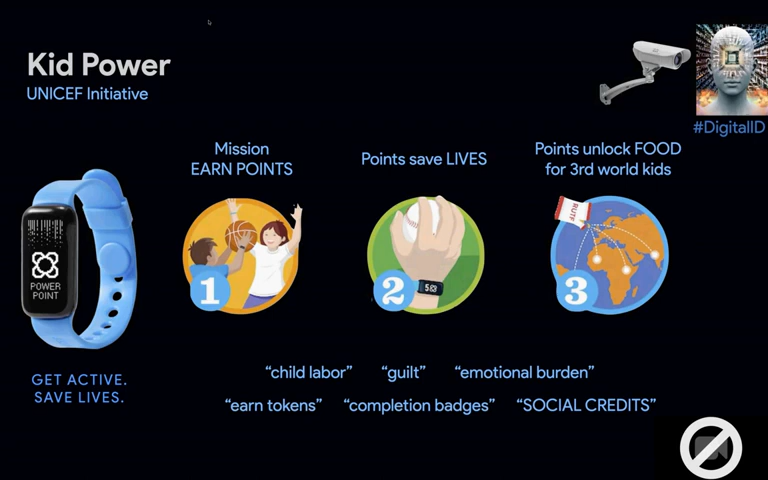 Kid Power
UNICEF Initiative
#DigitalID
Mission
EARN POINTS
Points save LIVES
Points unlock FOOD
for 3rd world kids
RUTF
POWER
POINT
1
2
5
3
GET ACTIVE.
SAVE LIVES.
“child labor” “guilt” “emotional burden”
“earn tokens” “completion badges” “SOCIAL CREDITS”